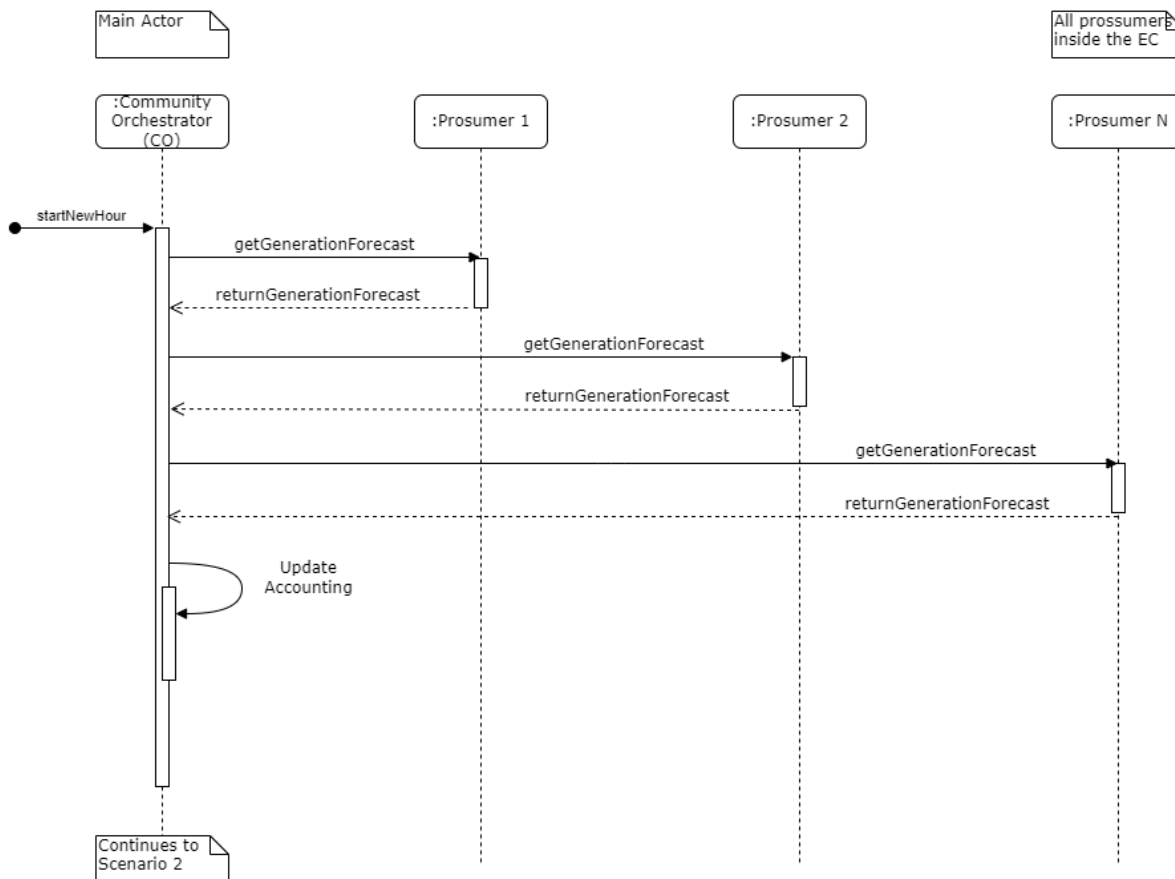 Main Actor
All prossumers
inside the EC
:Community
Orchestrator
(CO)
:Prosumer 1
:Prosumer 2
:Prosumer N
startNewHour
getGenerationForecast
returnGenerationForecast
getGenerationForecast
returnGenerationForecast
getGenerationForecast
returnGenerationForecast
Update
Accounting
Continues to
Scenario 2